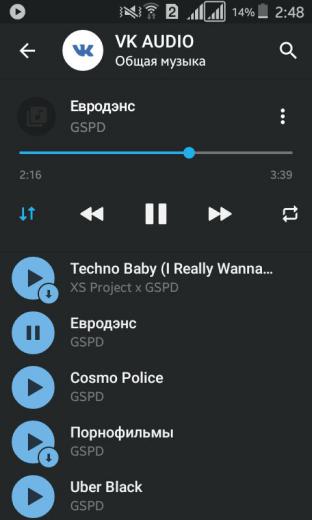 2 14% 2:48
VK AUDIO
Общая музыка
Евродэнс
GSPD
2:16 3:39
Techno Baby (I Really Wanna...
XS Project x GSPD
Евродэнс
GSPD
Cosmo Police
GSPD
Порнофильмы
GSPD
Uber Black
GSPD